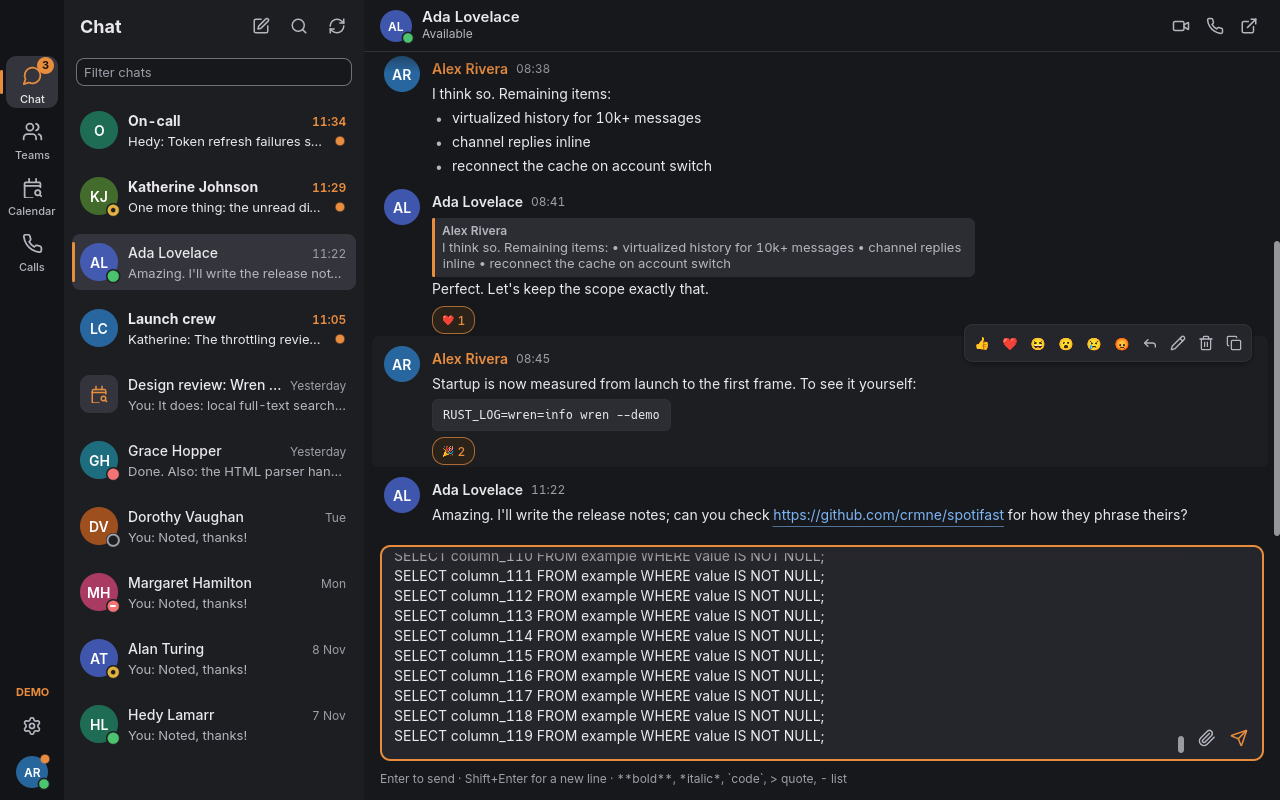 Chat
Filter chats
3
Chat
Teams
Calendar
Calls
DEMO
AR
O
On-call
11:34
Hedy: Token refresh failures s...
KJ
Katherine Johnson
11:29
One more thing: the unread di...
AL
Ada Lovelace
11:22
Amazing. I'll write the release not...
LC
Launch crew
11:05
Katherine: The throttling revie...
Design review: Wren ...
Yesterday
You: It does: local full-text search...
GH
Grace Hopper
Yesterday
Done. Also: the HTML parser han...
DV
Dorothy Vaughan
Tue
You: Noted, thanks!
MH
Margaret Hamilton
Mon
You: Noted, thanks!
AT
Alan Turing
8 Nov
You: Noted, thanks!
HL
Hedy Lamarr
7 Nov
You: Noted, thanks!
AL
Ada Lovelace
Available
AR
Alex Rivera 08:38
I think so. Remaining items:
• virtualized history for 10k+ messages
• channel replies inline
• reconnect the cache on account switch
AL
Ada Lovelace 08:41
Alex Rivera
I think so. Remaining items: • virtualized history for 10k+ messages • channel replies
inline • reconnect the cache on account switch
Perfect. Let's keep the scope exactly that.
❤️ 1
👍 ❤️ 😆 😮 😢 😡
AR
Alex Rivera 08:45
Startup is now measured from launch to the first frame. To see it yourself:
RUST_LOG=wren=info wren --demo
🎉 2
AL
Ada Lovelace 11:22
Amazing. I'll write the release notes; can you check https://github.com/crmne/spotifast for how they phrase theirs?
SELECT column_110 FROM example WHERE value IS NOT NULL;
SELECT column_111 FROM example WHERE value IS NOT NULL;
SELECT column_112 FROM example WHERE value IS NOT NULL;
SELECT column_113 FROM example WHERE value IS NOT NULL;
SELECT column_114 FROM example WHERE value IS NOT NULL;
SELECT column_115 FROM example WHERE value IS NOT NULL;
SELECT column_116 FROM example WHERE value IS NOT NULL;
SELECT column_117 FROM example WHERE value IS NOT NULL;
SELECT column_118 FROM example WHERE value IS NOT NULL;
SELECT column_119 FROM example WHERE value IS NOT NULL;
Enter to send · Shift+Enter for a new line · **bold**, *italic*, `code`, > quote, - list